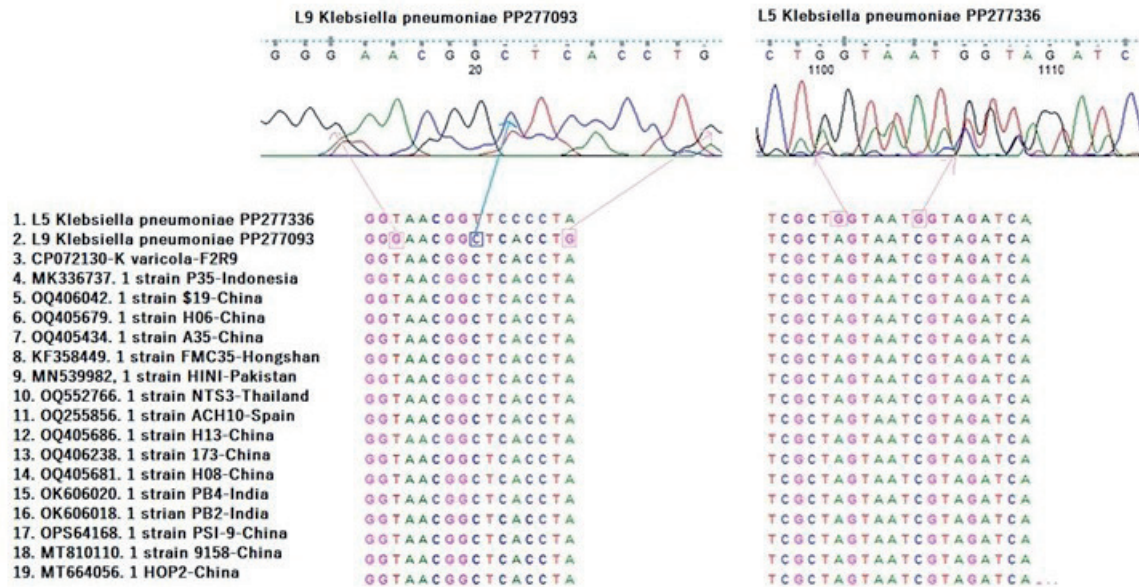 L9 Klebsiella pneumoniae PP277093
L5 Klebsiella pneumoniae PP277336
G G G A A C G G C T C A C C T G
20
C T G G T A A T G G T A G A T C
1100 1110
1. L5 Klebsiella pneumoniae PP277336 GGTAACGGTTCCCCTA TCGCTGGTAATGGTAGATCA
2. L9 Klebsiella pneumoniae PP277093 GGGAACGGCTCACCTG TCGCTAGTAATCGTAGATCA
3. CP072130-K varicola-F2R9 GGTAACGGCTCACCTA TCGCTAGTAATCGTAGATCA
4. MK336737. 1 strain P35-Indonesia GGTAACGGCTCACCTA TCGCTAGTAATCGTAGATCA
5. OQ406042. 1 strain $19-China GGTAACGGCTCACCTA TCGCTAGTAATCGTAGATCA
6. OQ405679. 1 strain H06-China GGTAACGGCTCACCTA TCGCTAGTAATCGTAGATCA
7. OQ405434. 1 strain A35-China GGTAACGGCTCACCTA TCGCTAGTAATCGTAGATCA
8. KF358449. 1 strain FMC35-Hongshan GGTAACGGCTCACCTA TCGCTAGTAATCGTAGATCA
9. MN539982, 1 strain HINI-Pakistan GGTAACGGCTCACCTA TCGCTAGTAATCGTAGATCA
10. OQ552766. 1 strain NTS3-Thailand GGTAACGGCTCACCTA TCGCTAGTAATCGTAGATCA
11. OQ255856. 1 strain ACH10-Spain GGTAACGGCTCACCTA TCGCTAGTAATCGTAGATCA
12. OQ405686. 1 strain H13-China GGTAACGGCTCACCTA TCGCTAGTAATCGTAGATCA
13. OQ406238. 1 strain 173-China GGTAACGGCTCACCTA TCGCTAGTAATCGTAGATCA
14. OQ405681. 1 strain H08-China GGTAACGGCTCACCTA TCGCTAGTAATCGTAGATCA
15. OK606020. 1 strain PB4-India GGTAACGGCTCACCTA TCGCTAGTAATCGTAGATCA
16. OK606018. 1 strian PB2-India GGTAACGGCTCACCTA TCGCTAGTAATCGTAGATCA
17. OPS64168. 1 strain PSI-9-China GGTAACGGCTCACCTA TCGCTAGTAATCGTAGATCA
18. MT810110. 1 strain 9158-China GGTAACGGCTCACCTA TCGCTAGTAATCGTAGATCA
19. MT664056. 1 HOP2-China GGTAACGGCTCACCTA TCGCTAGTAATCGTAGATCA